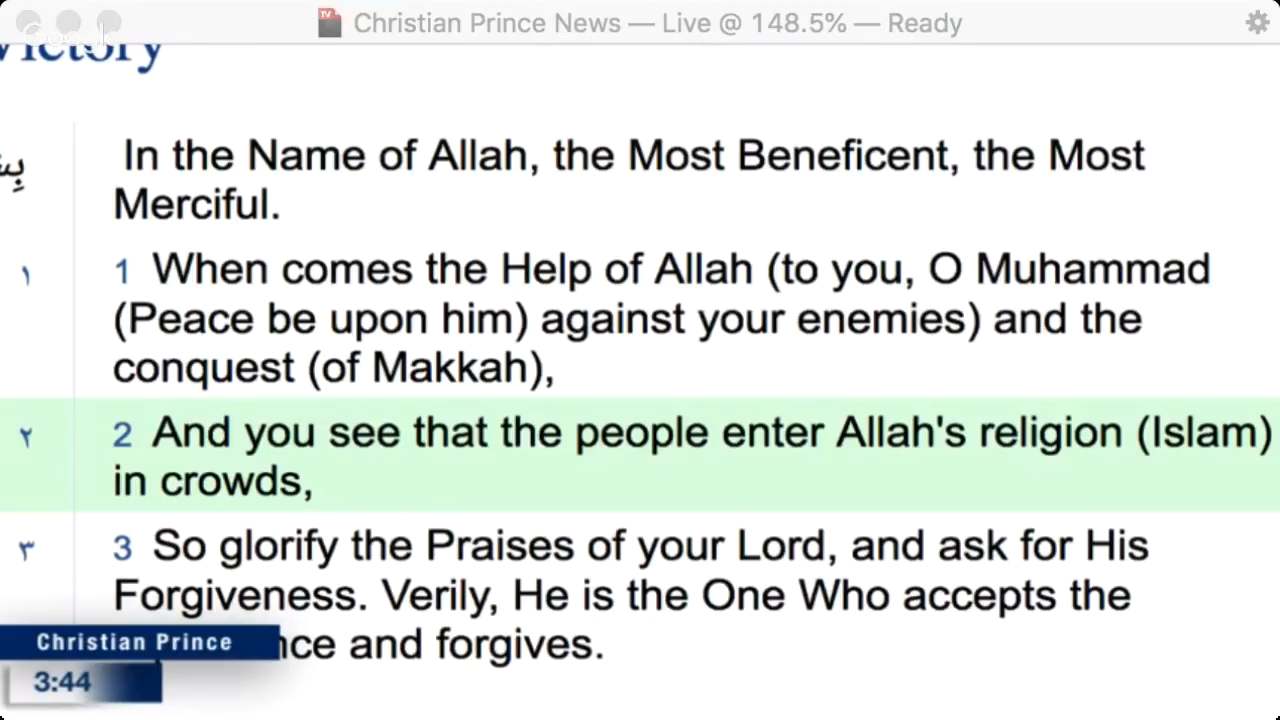 Christian Prince News — Live @ 148.5% — Ready
Victory
In the Name of Allah, the Most Beneficent, the Most
Merciful.
١
1 When comes the Help of Allah (to you, O Muhammad
(Peace be upon him) against your enemies) and the
conquest (of Makkah),
٢
2 And you see that the people enter Allah's religion (Islam)
in crowds,
٣
3 So glorify the Praises of your Lord, and ask for His
Forgiveness. Verily, He is the One Who accepts the
and forgives.
Christian Prince
3:44